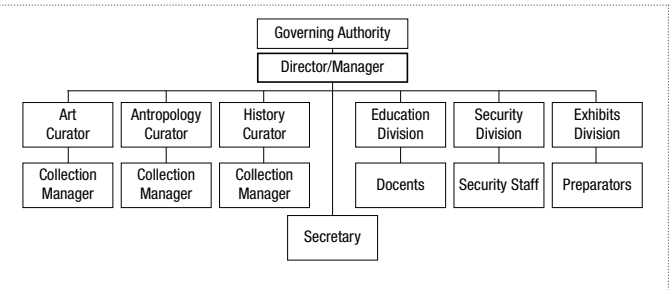 Governing Authority
Director/Manager
Art
Curator
Antropology
Curator
History
Curator
Education
Division
Security
Division
Exhibits
Division
Collection
Manager
Collection
Manager
Collection
Manager
Docents
Security Staff
Preparators
Secretary